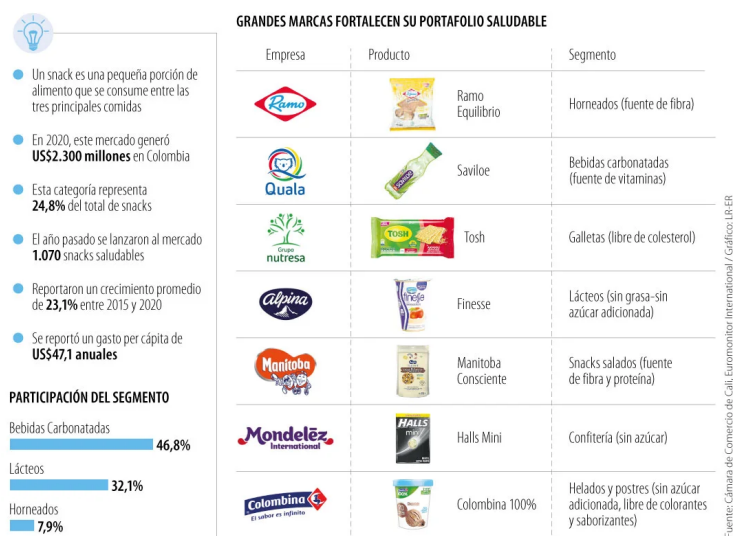 GRANDES MARCAS FORTALECEN SU PORTAFOLIO SALUDABLE
Un snack es una pequeña porción de
alimento que se consume entre las
tres principales comidas
En 2020, este mercado generó
US$2.300 millones en Colombia
Esta categoría representa
24,8% del total de snacks
El año pasado se lanzaron al mercado
1.070 snacks saludables
Reportaron un crecimiento promedio
de 23,1% entre 2015 y 2020
Se reportó un gasto per cápita de
US$47,1 anuales
PARTICIPACIÓN DEL SEGMENTO
Bebidas Carbonatadas
46,8%
Lácteos
32,1%
Horneados
7,9%
Empresa Producto Segmento
Ramo
Ramo
Equilibrio
Horneados (fuente de fibra)
Quala
Saviloe
Bebidas carbonatadas
(fuente de vitaminas)
Grupo
nutresa
TOSH
Tosh
Galletas (libre de colesterol)
Alpina
finesse
Finesse
Lácteos (sin grasa-sin
azúcar adicionada)
Manitoba
Manitoba
Consciente
Snacks salados (fuente
de fibra y proteína)
Mondelēz
International
HALLS
mini
Halls Mini
Confitería (sin azúcar)
Colombina
El sabor es infinito
Colombina 100%
Helados y postres (sin azúcar
adicionada, libre de colorantes
y saborizantes)
Fuente: Cámara de Comercio de Cali, Euromonitor International / Gráfico: LR-ER